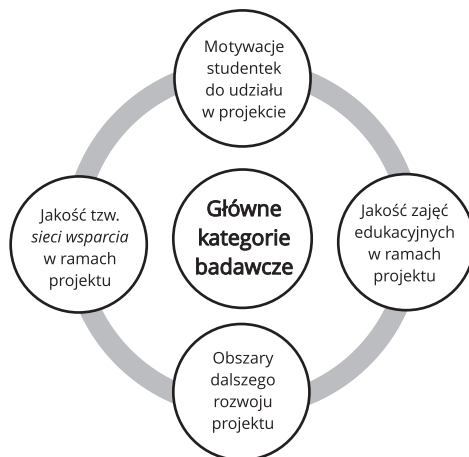 Motywacje
studentek
do udziału
w projekcie
Jakość tzw.
sieci wsparcia
w ramach
projektu
Główne
kategorie
badawcze
Jakość zajęć
edukacyjnych
w ramach
projektu
Obszary
dalszego
rozwoju
projektu